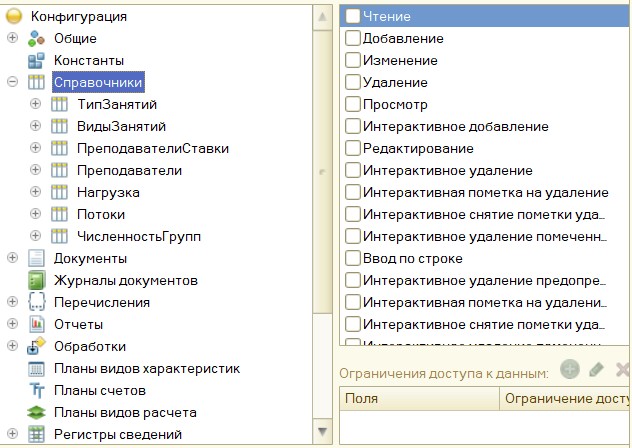 Конфигурация
Общие
Константы
Справочники
ТипЗанятий
ВидыЗанятий
ПреподавателиСтавки
Преподаватели
Нагрузка
Потоки
ЧисленностьГрупп
Документы
Журналы документов
Перечисления
Отчеты
Обработки
Планы видов характеристик
Планы счетов
Планы видов расчета
Регистры сведений
Чтение
Добавление
Изменение
Удаление
Просмотр
Интерактивное добавление
Редактирование
Интерактивное удаление
Интерактивная пометка на удаление
Интерактивное снятие пометки уда...
Интерактивное удаление помеченн...
Ввод по строке
Интерактивное удаление предопре...
Интерактивная пометка на удалени...
Интерактивное снятие пометки уда...
Ограничения доступа к данным:
Поля
Ограничение досту